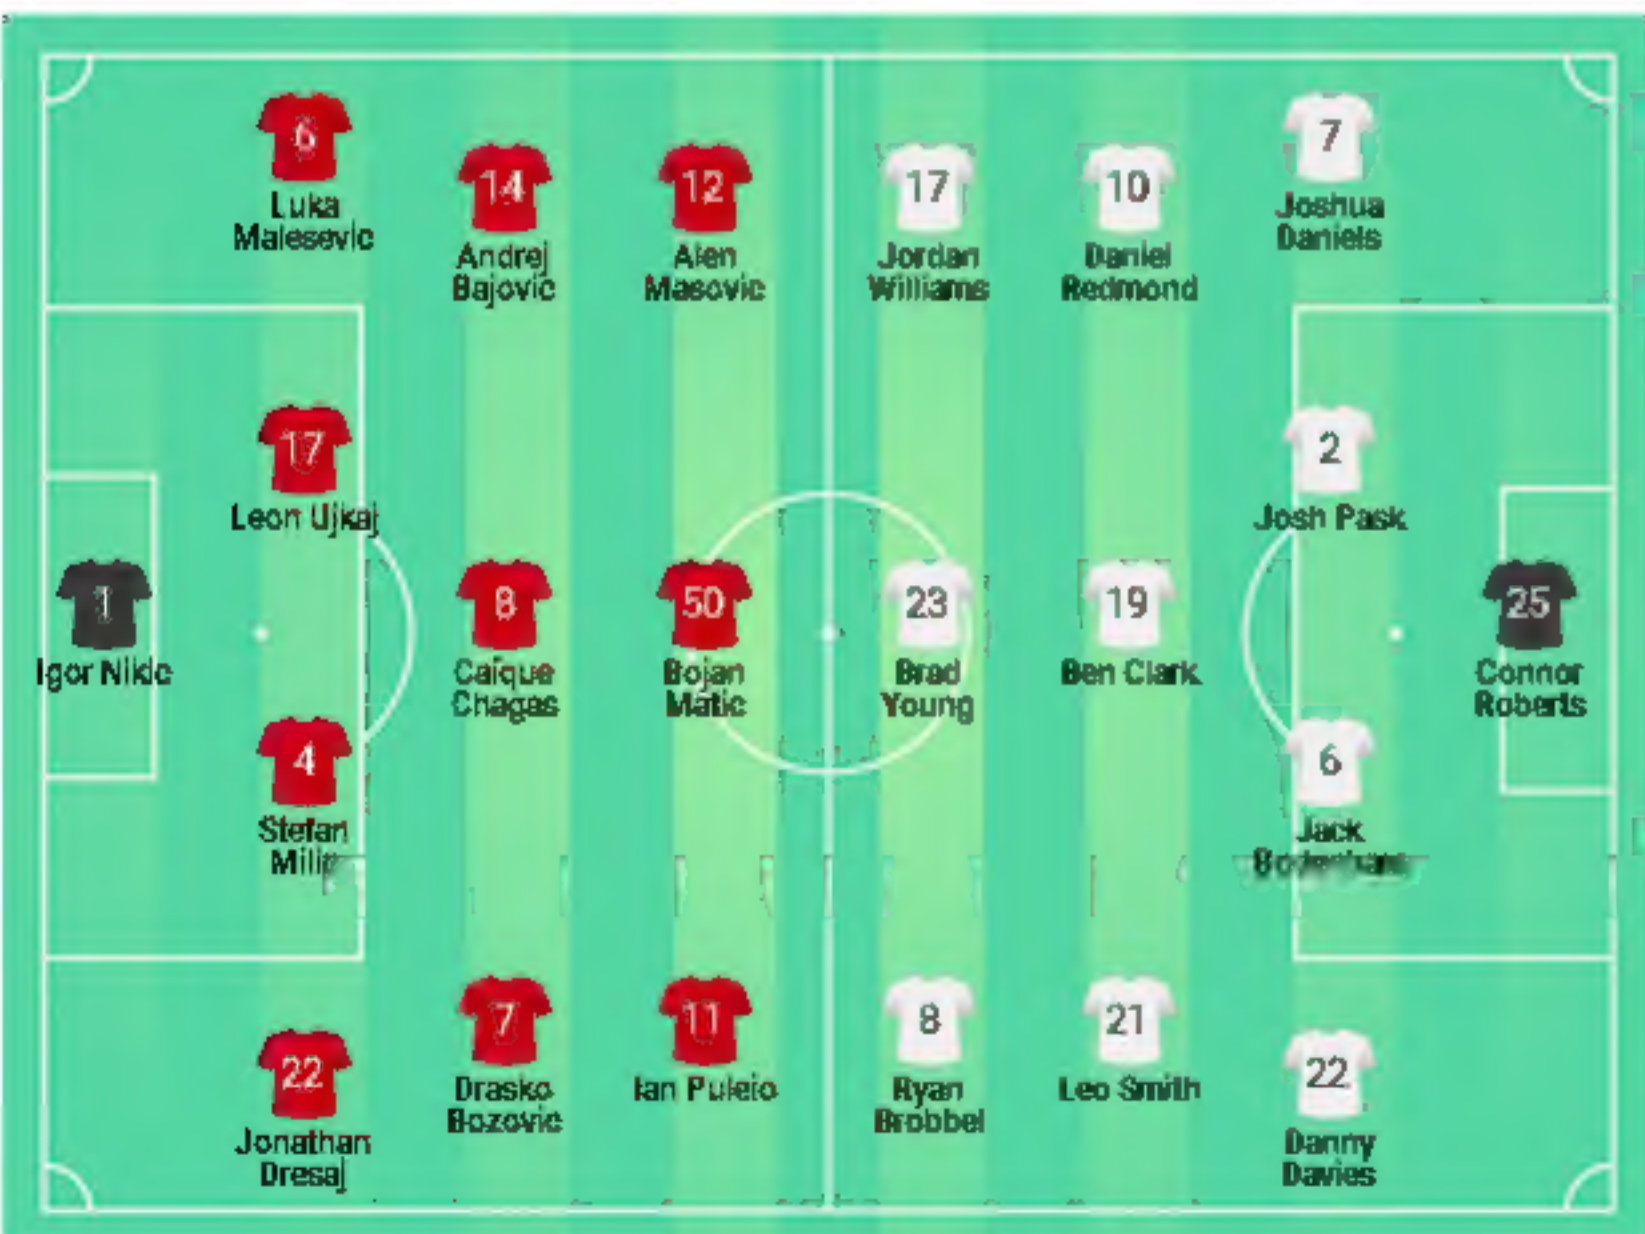 6
Luka
Malesevic
14
Andrej
Bajovic
12
Alen
Masovic
17
Jordan
Williams
10
Daniel
Redmond
7
Joshua
Daniels
17
Leon Ujkaj
2
Josh Pask
1
Igor Nikic
8
Caïque
Chagas
50
Bojan
Matic
23
Brad
Young
19
Ben Clark
25
Connor
Roberts
4
Stefan
Milic
6
Jack
22
Jonathan
Dresaj
7
Drasko
Bozovic
11
Ian Puleio
8
Ryan
Brobbel
21
Leo Smith
22
Danny
Davies